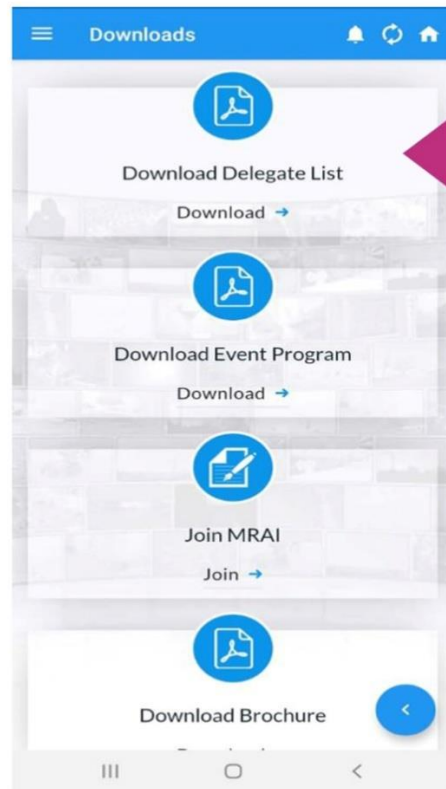 Downloads
Download Delegate List
Download →
Download Event Program
Download →
Join MRAI
Join →
Download Brochure